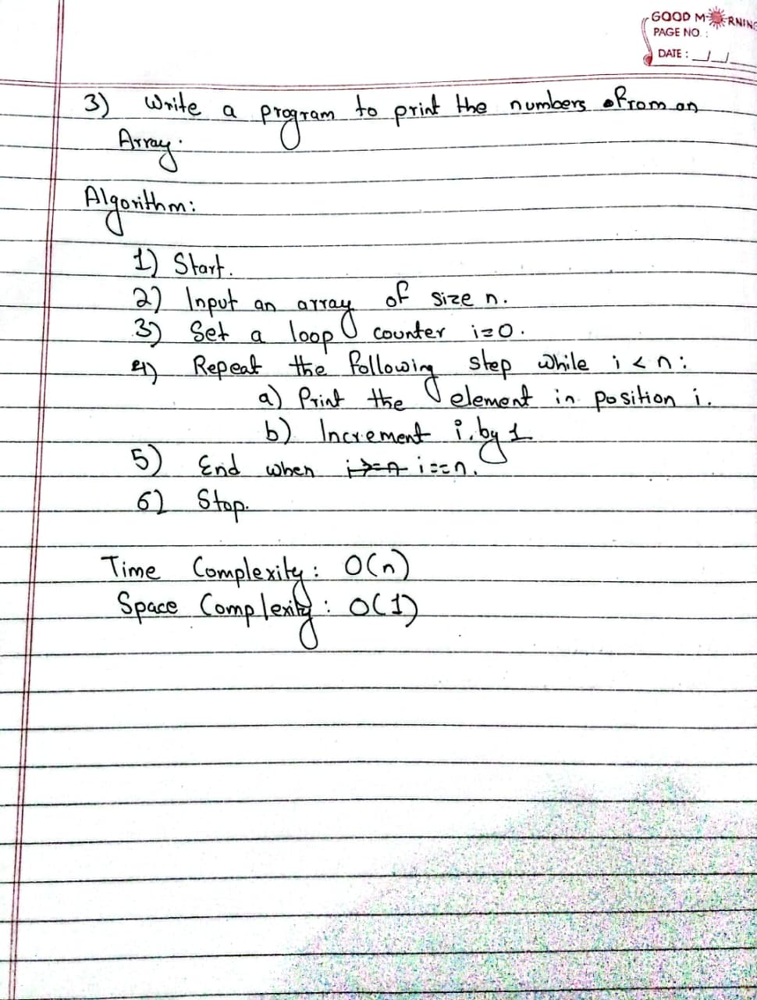 GOOD MORNING
PAGE NO. :
DATE : / /
3) Write a program to print the numbers from an
Array.
Algorithm:
1) Start.
2) Input an array of size n.
3) Set a loop counter i=0.
4) Repeat the following step while i < n:
a) Print the element in position i.
b) Increment i by 1
5) End when i>=n i==n.
6) Stop.
Time Complexity: O(n)
Space Complexity: O(1)